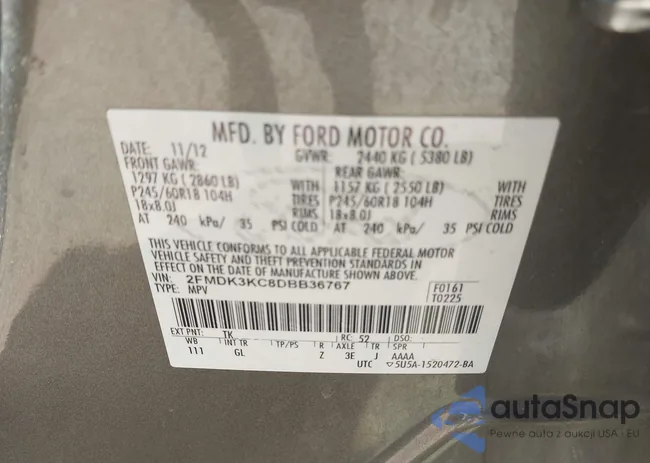 MFD. BY FORD MOTOR CO.
DATE: 11/12 GVWR: 2440 KG ( 5380 LB)
FRONT GAWR: REAR GAWR:
1297 KG ( 2860 LB) WITH 1157 KG ( 2550 LB) WITH
P245/60R18 104H TIRES P245/60R18 104H TIRES
18x8.0J RIMS 18x8.0J RIMS
AT 240 kPa/ 35 PSI COLD AT 240 kPa/ 35 PSI COLD
THIS VEHICLE CONFORMS TO ALL APPLICABLE FEDERAL MOTOR
VEHICLE SAFETY AND THEFT PREVENTION STANDARDS IN
EFFECT ON THE DATE OF MANUFACTURE SHOWN ABOVE.
VIN: 2FMDK3KC8DBB36767 F0161
TYPE: MPV T0225
EXT PNT: TK RC: 52 DSO:
WB INT TR TP/PS R AXLE TR SPR
111 GL Z 3E J AAAA
UTC ▽5U5A-1520472-BA
autaSnap
Pewne auta z aukcji USA · EU